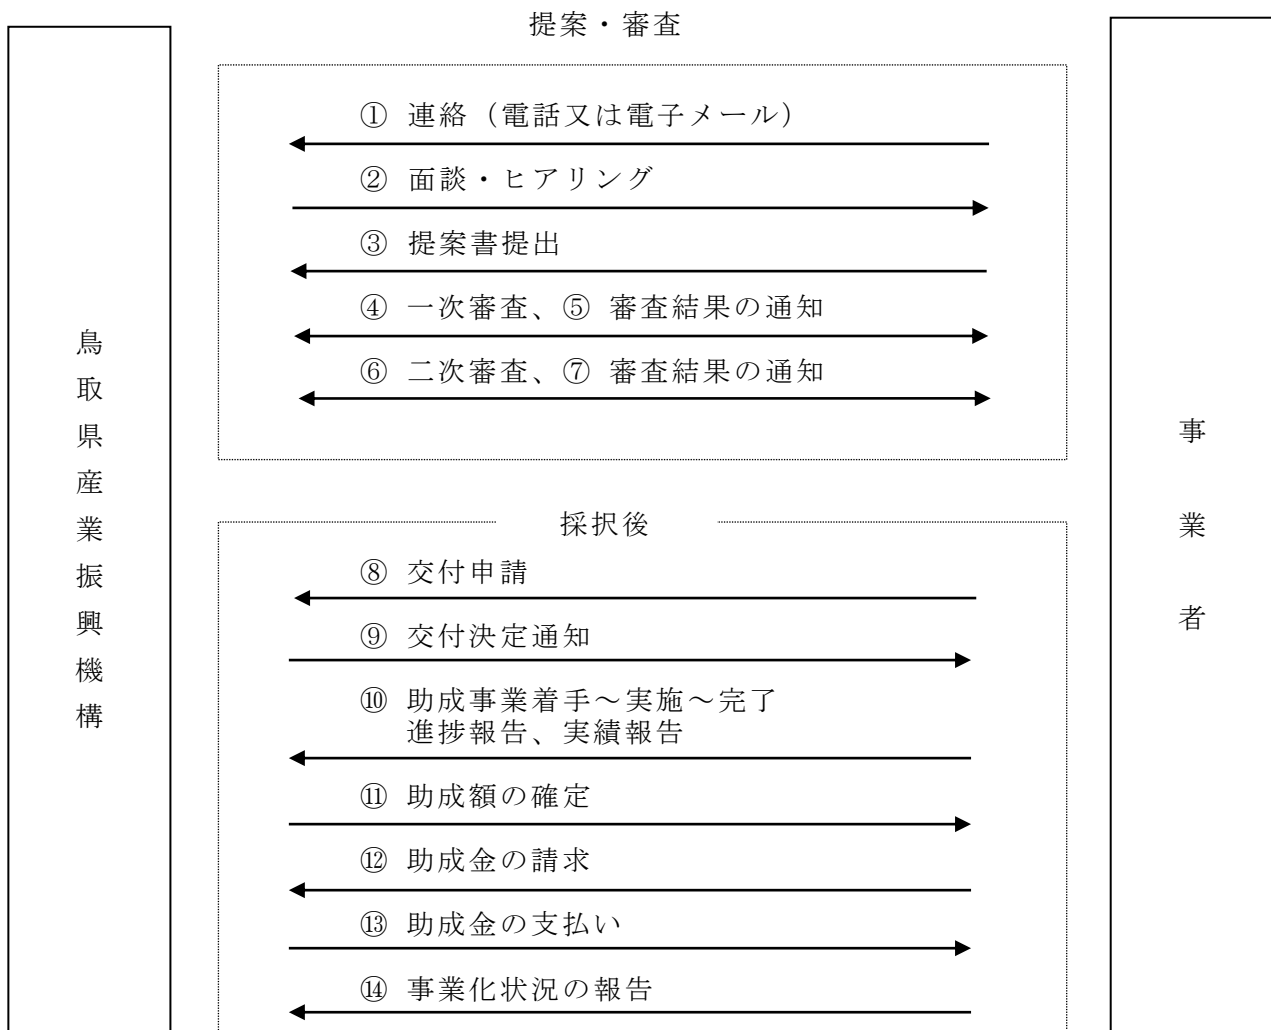 提案・審査
① 連絡（電話又は電子メール）
② 面談・ヒアリング
③ 提案書提出
④ 一次審査、⑤ 審査結果の通知
⑥ 二次審査、⑦ 審査結果の通知
鳥取県産業振興機構
事業者
採択後
⑧ 交付申請
⑨ 交付決定通知
⑩ 助成事業着手～実施～完了
進捗報告、実績報告
⑪ 助成額の確定
⑫ 助成金の請求
⑬ 助成金の支払い
⑭ 事業化状況の報告